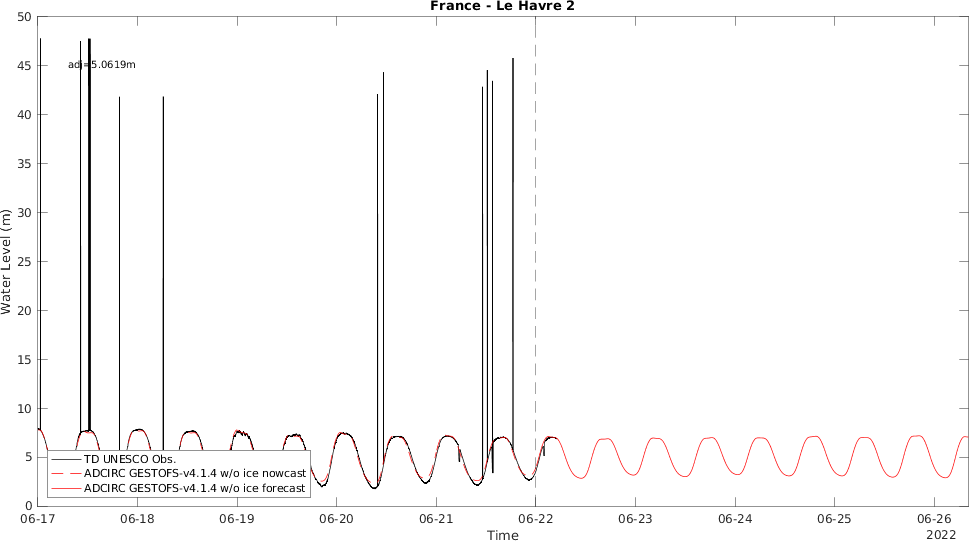 France - Le Havre 2
50
45
40
35
30
25
20
15
10
5
0
Water Level (m)
adj=5.0619m
TD UNESCO Obs.
ADCIRC GESTOFS-v4.1.4 w/o ice nowcast
ADCIRC GESTOFS-v4.1.4 w/o ice forecast
06-17 06-18 06-19 06-20 06-21 06-22 06-23 06-24 06-25 06-26
Time
2022